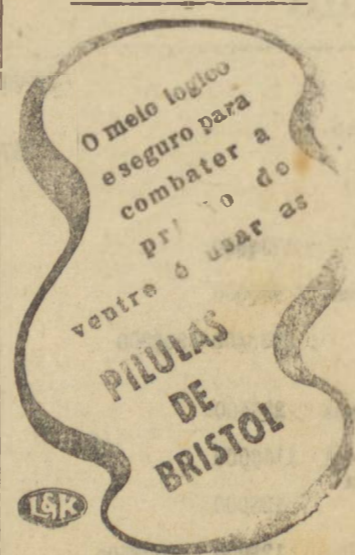 O meio logico
e seguro para
combater a
do
ventre é usar as
PILULAS
DE
BRISTOL
L&K